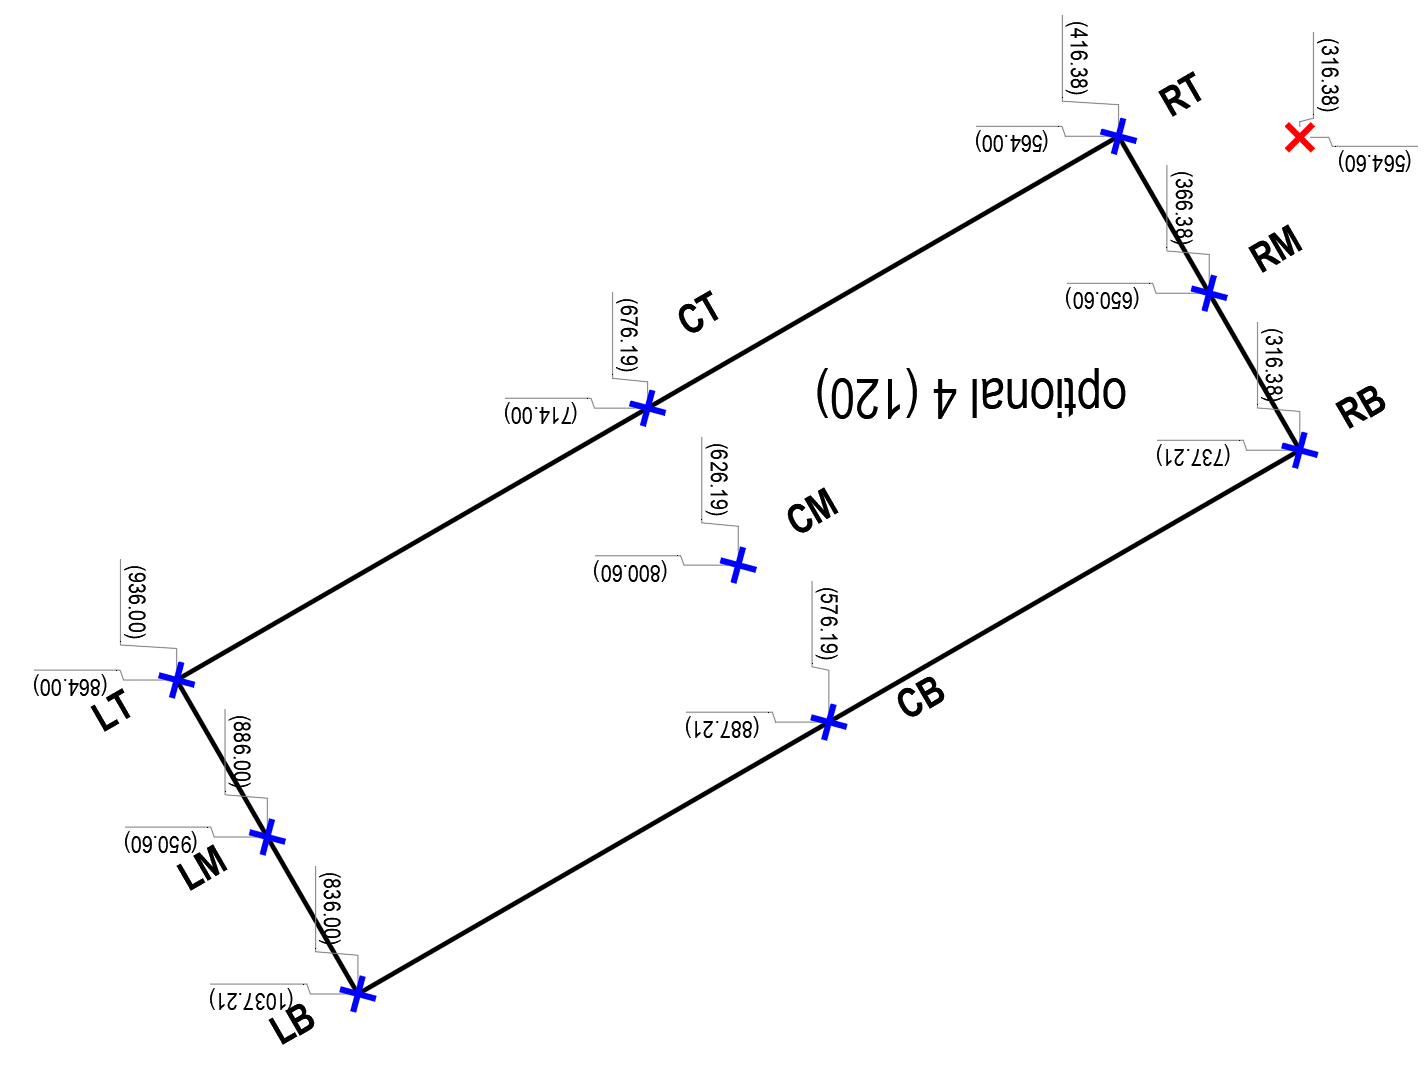 (416.38)
RT
(316.38)
(564.00)
(564.60)
(366.38)
RM
(650.60)
(676.19)
CT
(316.38)
optional 4 (120)
(714.00)
RB
(737.21)
(626.19)
CM
(800.60)
(936.00)
(576.19)
(864.00)
LT
CB
(887.21)
(886.00)
(950.60)
LM
(836.00)
(1037.21)
LB